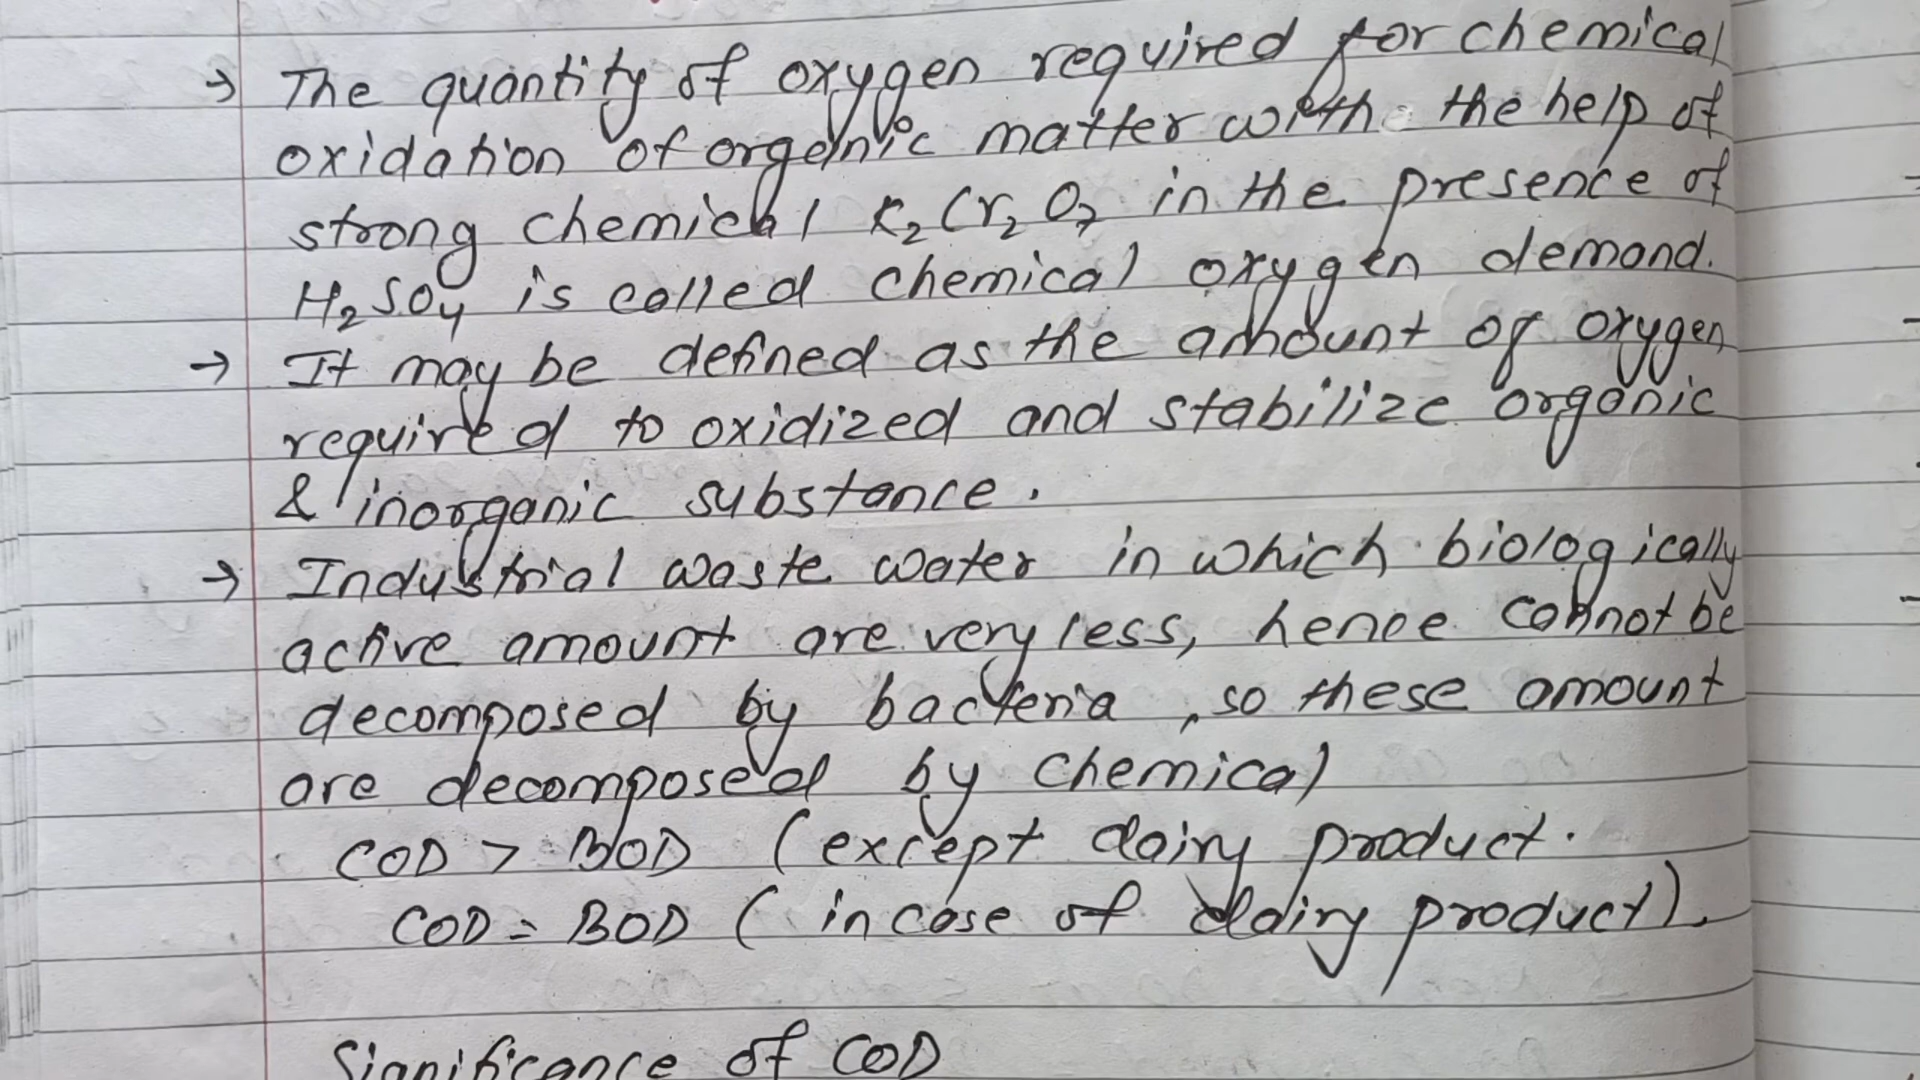 → The quantity of oxygen required for chemical
oxidation of orgenic matter with the help of
strong chemical K₂Cr₂O₇ in the presence of
H₂SO₄ is called chemical oxygen demand.
→ It may be defined as the amount of oxygen
required to oxidized and stabilize organic
& inorganic substance.
→ Industrial waste water in which biologically
active amount are very less, hence cannot be
decomposed by bacteria, so these amount
are decomposed by chemical
COD > BOD (except dairy product.
COD = BOD (in case of dairy product).
Significance of COD